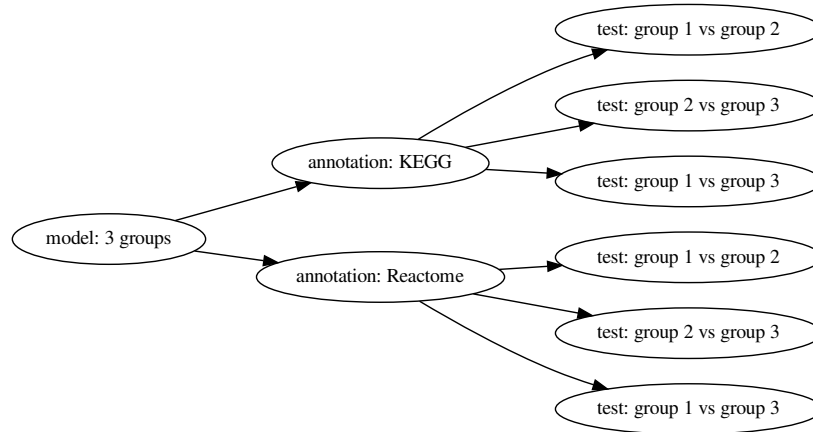 test: group 1 vs group 2
test: group 2 vs group 3
annotation: KEGG
test: group 1 vs group 3
model: 3 groups
test: group 1 vs group 2
annotation: Reactome
test: group 2 vs group 3
test: group 1 vs group 3